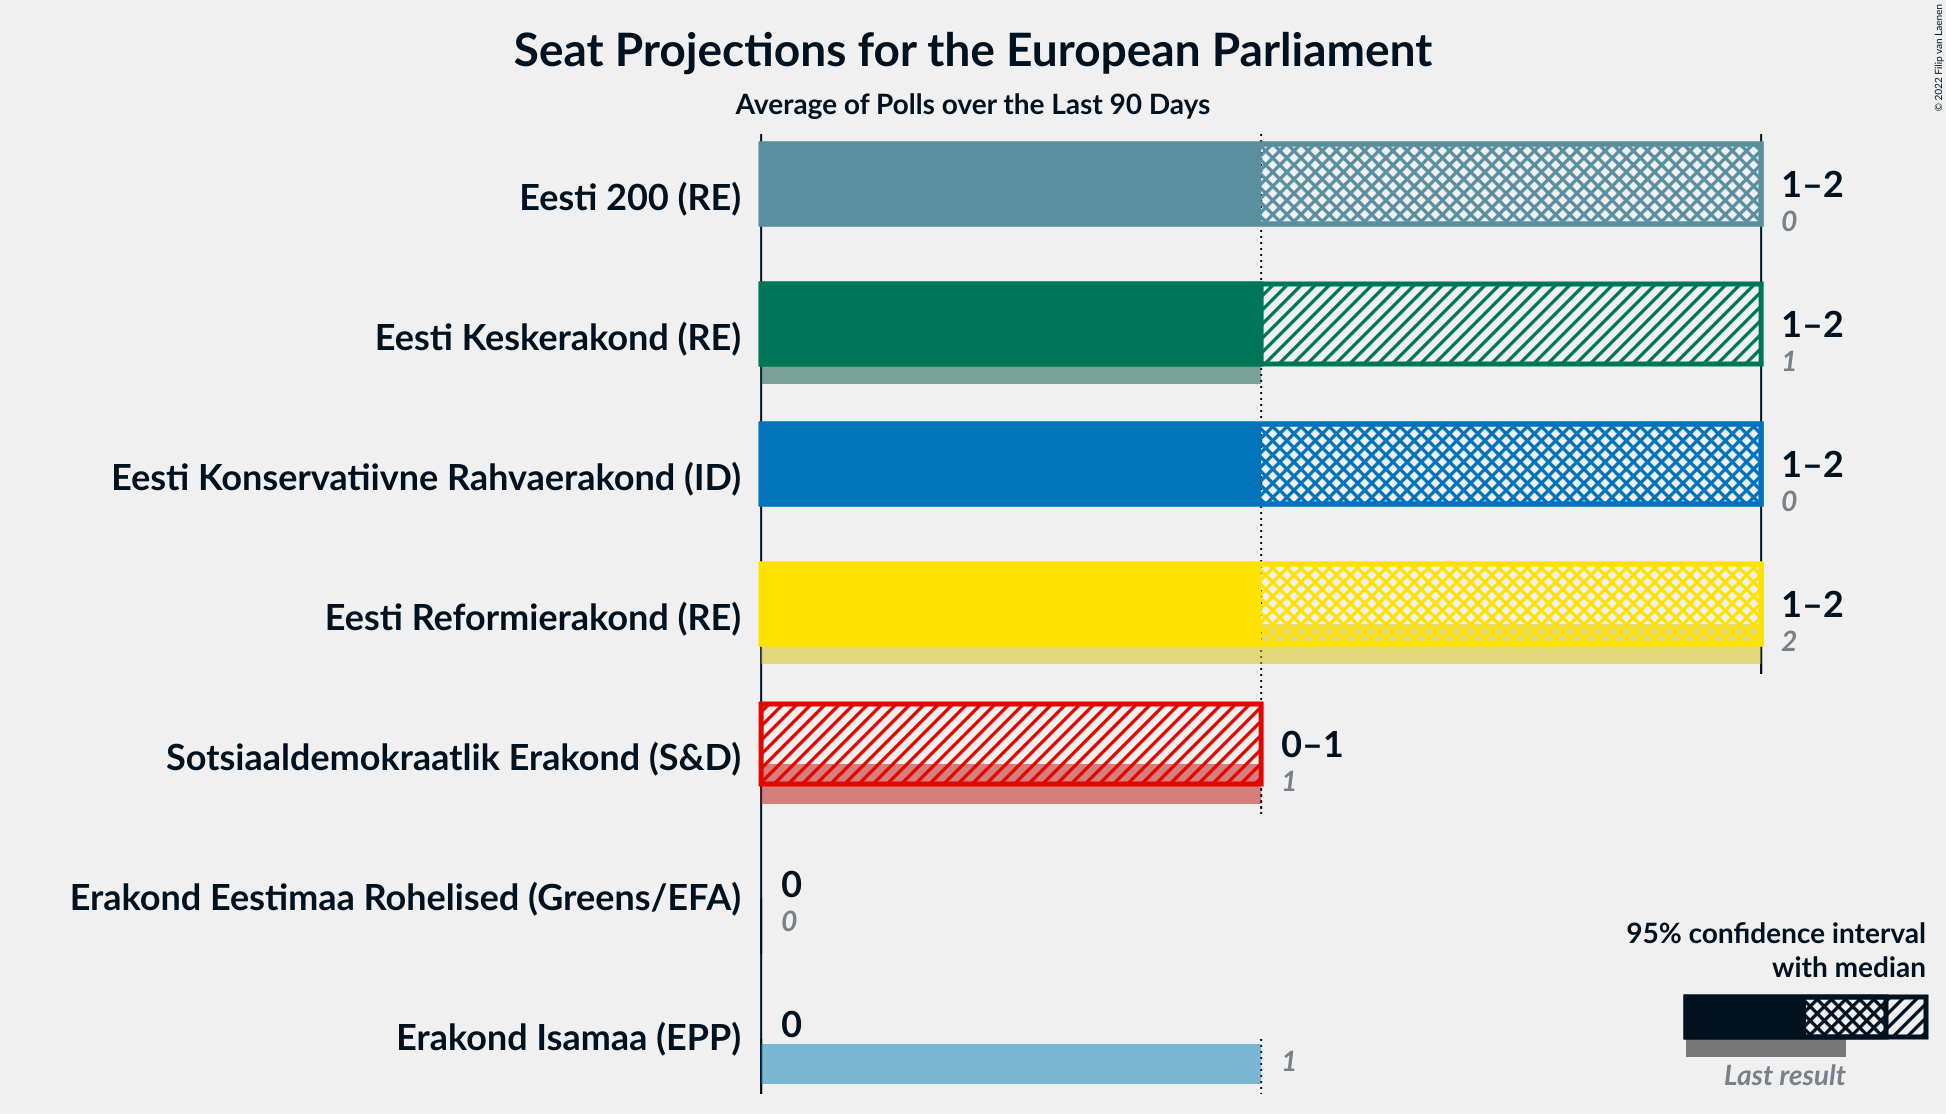 Seat Projections for the European Parliament
Average of Polls over the Last 90 Days
© 2022 Filip van Laenen
Eesti 200 (RE)
1–2
0
Eesti Keskerakond (RE)
1–2
1
Eesti Konservatiivne Rahvaerakond (ID)
1–2
0
Eesti Reformierakond (RE)
1–2
2
Sotsiaaldemokraatlik Erakond (S&D)
0–1
1
Erakond Eestimaa Rohelised (Greens/EFA)
0
0
Erakond Isamaa (EPP)
0
1
95% confidence interval
with median
Last result